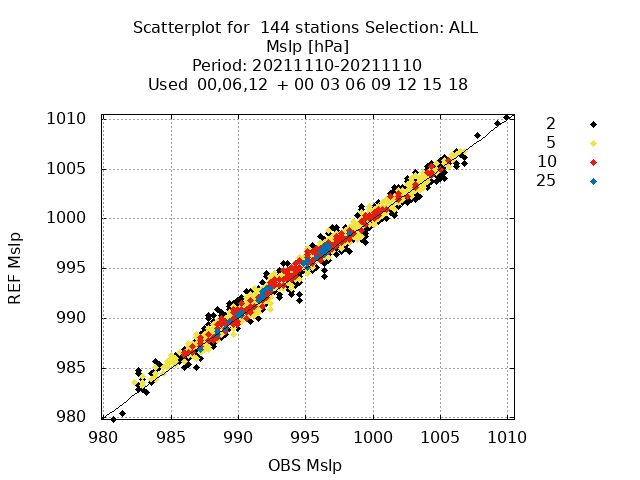 Scatterplot for  144 stations Selection: ALL
Mslp [hPa]
Period: 20211110-20211110
Used  00,06,12  + 00 03 06 09 12 15 18
2
5
10
25
REF Mslp
1010
1005
1000
995
990
985
980
980 985 990 995 1000 1005 1010
OBS Mslp